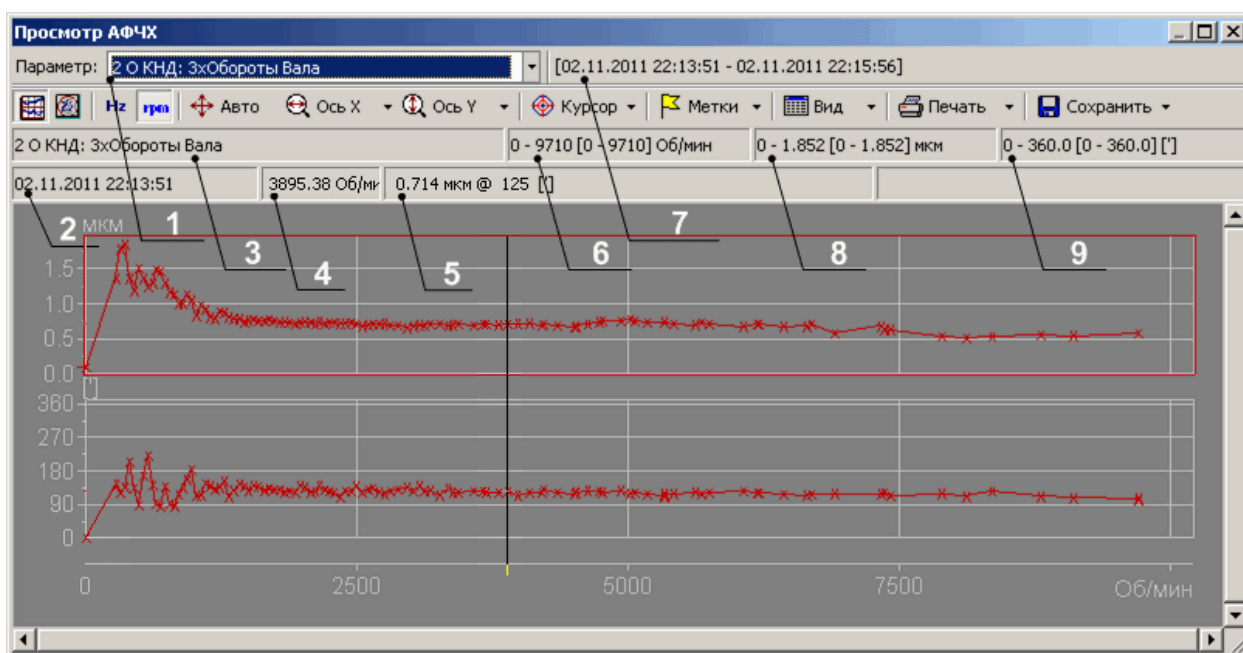 Просмотр АФЧХ
Параметр: 2 О КНД: 3хОбороты Вала [02.11.2011 22:13:51 - 02.11.2011 22:15:56]
Hz rpm Авто Ось X Ось Y Курсор Метки Вид Печать Сохранить
2 О КНД: 3хОбороты Вала 0 - 9710 [0 - 9710] Об/мин 0 - 1.852 [0 - 1.852] мкм 0 - 360.0 [0 - 360.0] [']
02.11.2011 22:13:51 3895.38 Об/ми 0.714 мкм @ 125 [']
2 мкм 1 3 4 5 6 7 8 9
1.5
1.0
0.5
0.0
[']
360
270
180
90
0
0 2500 5000 7500 Об/мин